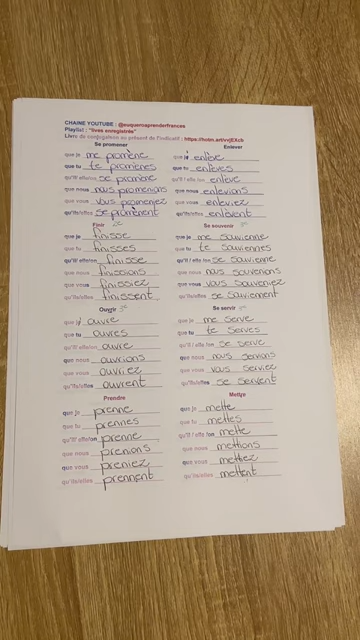 CHAINE YOUTUBE : @euqueroaprenderfrances
Playlist : "lives enregistrée"
Livre de conjugaison au présent de l'indicatif :
Se promener
que je me promène
que tu te promènes
qu'il/ elle/on se promène
que nous nous promenions
que vous vous promeniez
qu'ils/elles se promènent
Enlever
que j' enlève
que tu enlèves
qu'il / elle /on enlève
que nous enlevions
que vous enleviez
qu'ils/elles enlèvent
Finir
que je finisse
que tu finisses
qu'il/ elle/on finisse
que nous finissions
que vous finissiez
qu'ils/elles finissent
Se souvenir
que je me souvienne
que tu te souviennes
qu'il / elle /on se souvienne
que nous nous souvenions
que vous vous souveniez
qu'ils/elles se
Ouvrir
que j' ouvre
que tu ouvres
qu'il/ elle/on ouvre
que nous ouvrions
que vous ouvriez
qu'ils/elles ouvrent
Se servir
que je me serve
que tu te serves
qu'il / elle /on se serve
que nous nous servions
que vous vous serviez
qu'ils/elles se servent
Prendre
que je prenne
que tu prennes
qu'il/ elle/on prenne
que nous prenions
que vous preniez
qu'ils/elles prennent
Mettre
que je mette
que tu mettes
qu'il / elle /on mette
que nous mettions
que vous mettiez
qu'ils/elles mettent